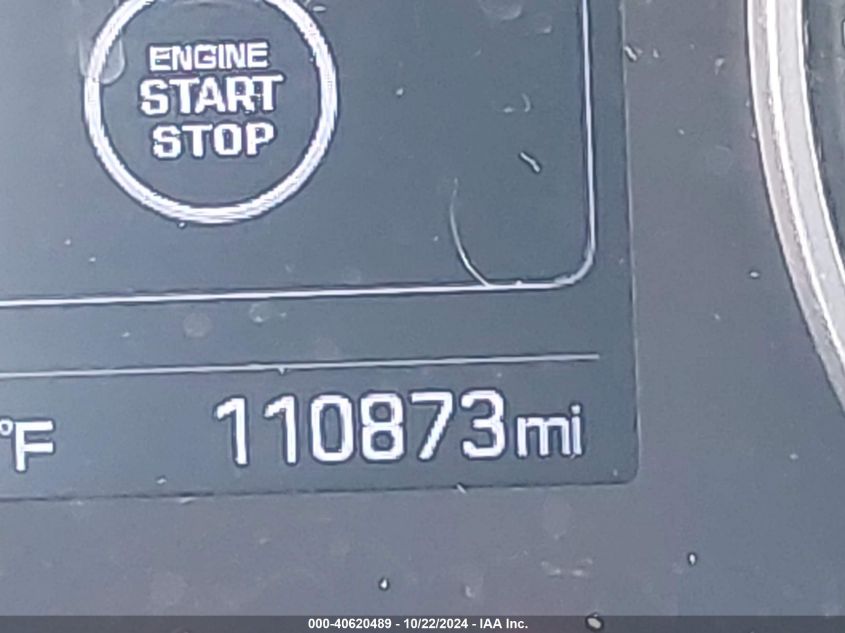 ENGINE
START
STOP
°F
110873mi
000-40620489 - 10/22/2024 - IAA Inc.